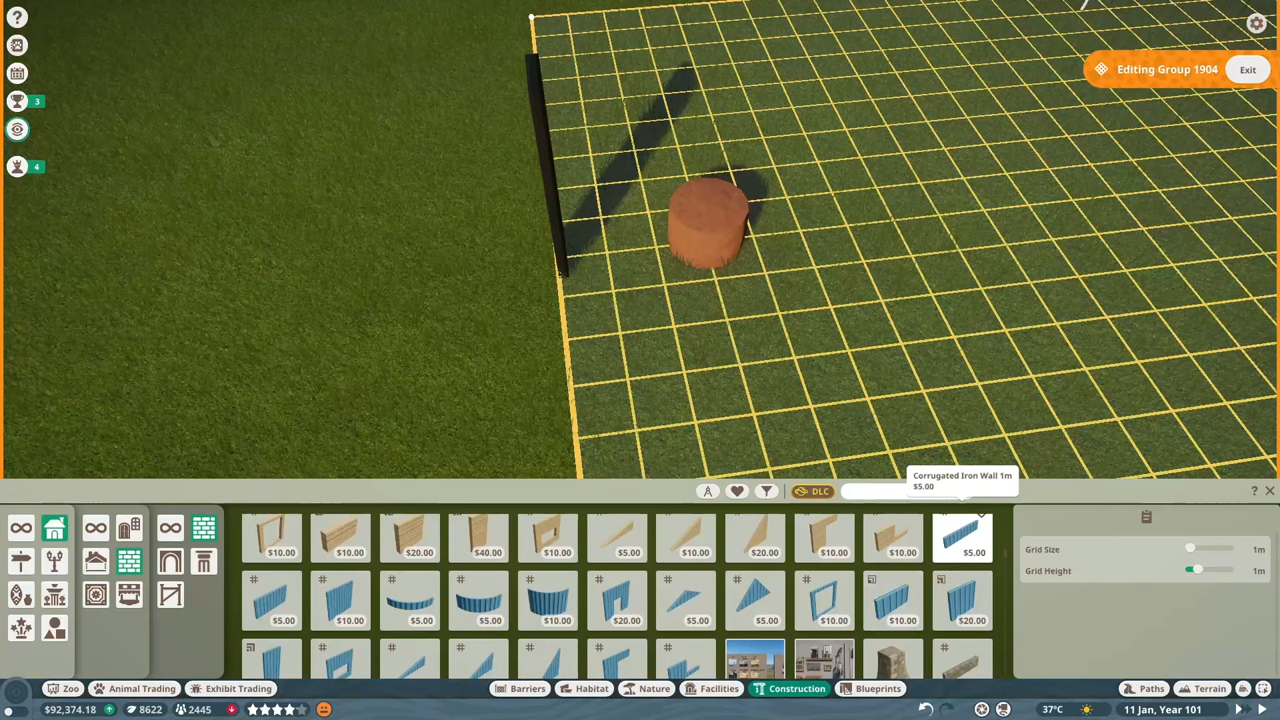 ?
3
4
Editing Group 1904
Exit
Corrugated Iron Wall 1m
$5.00
DLC
?
$10.00 $10.00 $20.00 $40.00 $10.00 $5.00 $10.00 $20.00 $10.00 $10.00 $5.00
$5.00 $10.00 $5.00 $5.00 $10.00 $20.00 $5.00 $5.00 $10.00 $10.00 $20.00
Grid Size 1m
Grid Height 1m
Zoo Animal Trading Exhibit Trading Barriers Habitat Nature Facilities Construction Blueprints Paths Terrain
$92,374.18 8622 2445 37°C 11 Jan, Year 101